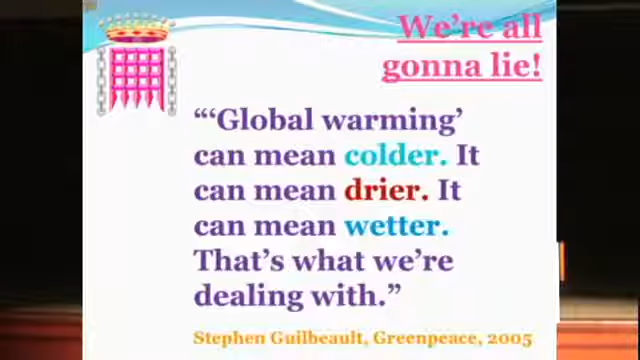 We're all
gonna lie!
“‘Global warming’
can mean colder. It
can mean drier. It
can mean wetter.
That’s what we’re
dealing with.”
Stephen Guilbeault, Greenpeace, 2005